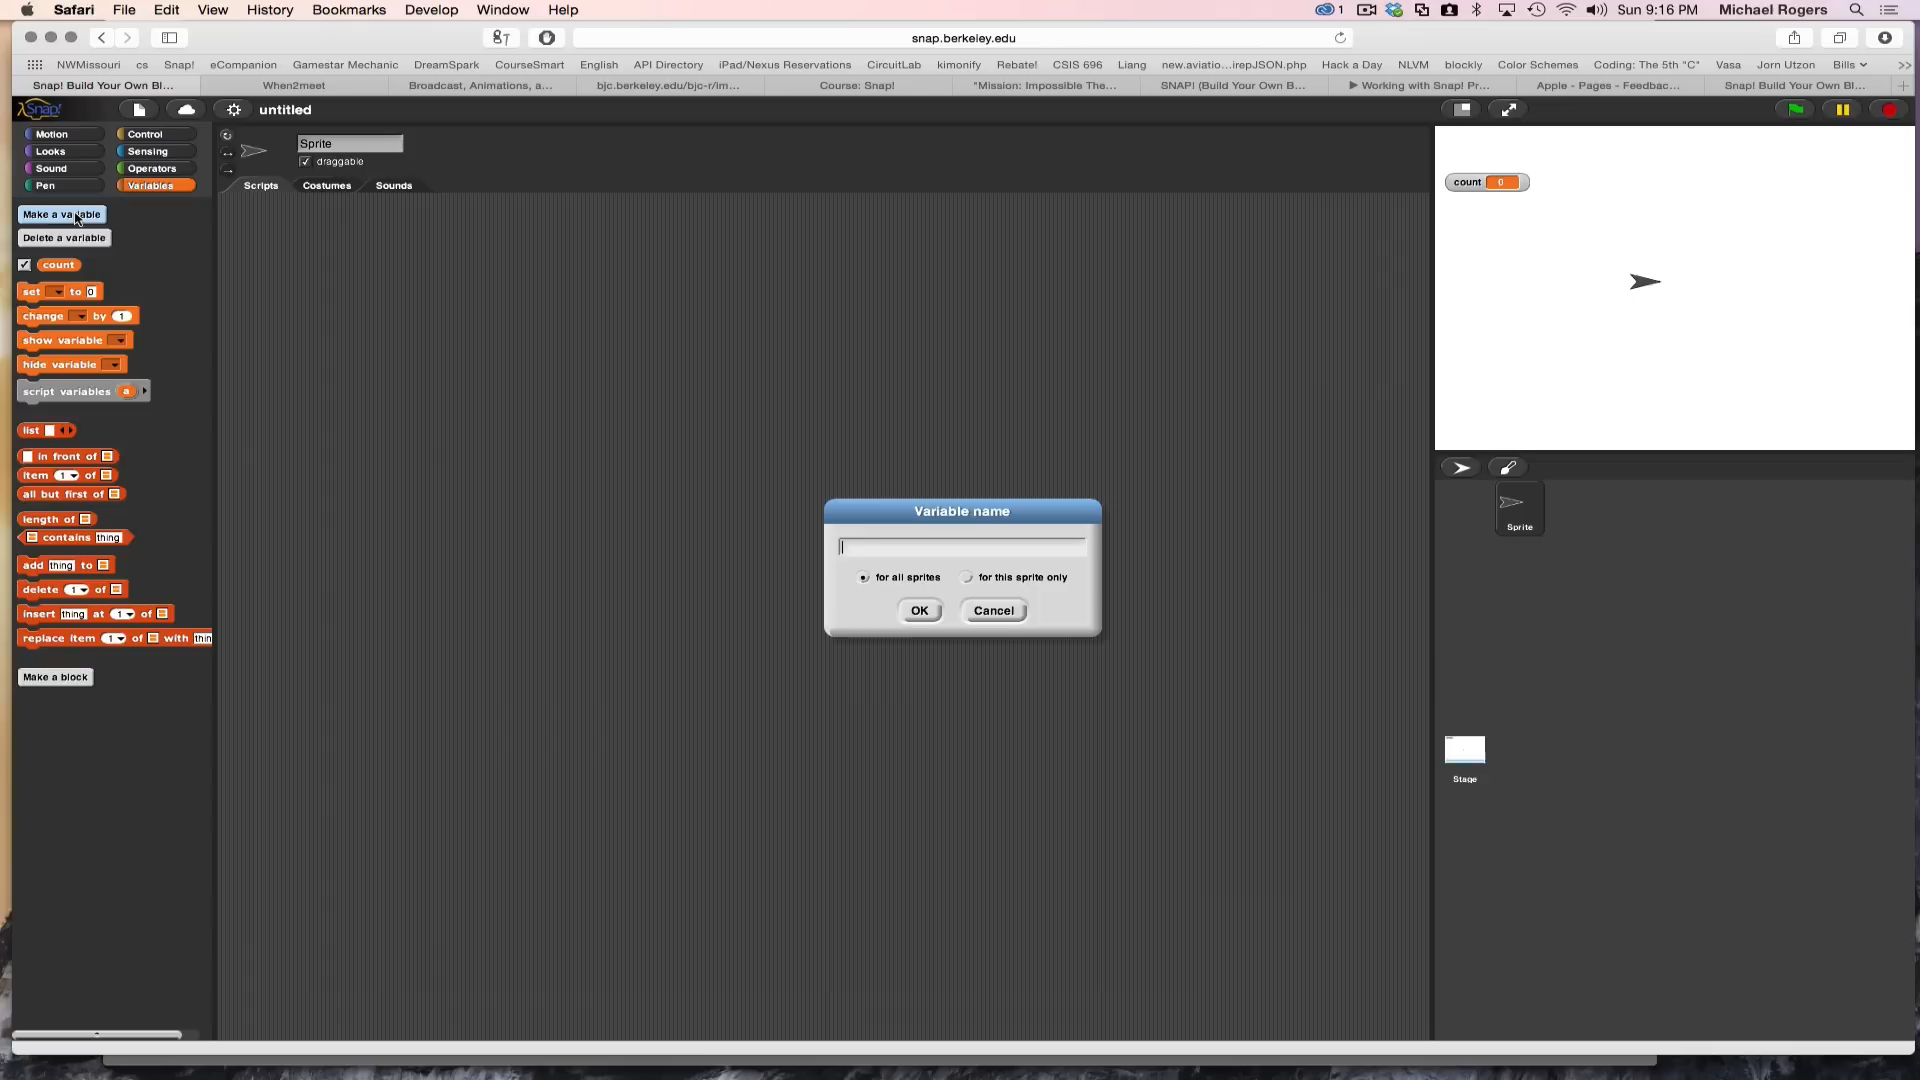 Safari File Edit View History Bookmarks Develop Window Help 1 Sun 9:16 PM Michael Rogers
snap.berkeley.edu
NWMissouri cs Snap! eCompanion Gamestar Mechanic DreamSpark CourseSmart English API Directory iPad/Nexus Reservations CircuitLab kimonify Rebate! CSIS 696 Liang new.aviatio...irepJSON.php Hack a Day NLVM blockly Color Schemes Coding: The 5th "C" Vasa Jorn Utzon Bills >>
Snap! Build Your Own Bl... When2meet Broadcast, Animations, a... bjc.berkeley.edu/bjc-r/im... Course: Snap! "Mission: Impossible The... SNAP! (Build Your Own B... ▶ Working with Snap! Pr... Apple - Pages - Feedbac... Snap! Build Your Own Bl... +
Snap! untitled
Motion Control
Looks Sensing
Sound Operators
Pen Variables
Sprite
draggable
Scripts Costumes Sounds
Make a variable
Delete a variable
count
set to 0
change by 1
show variable
hide variable
script variables a
list
in front of
item 1 of
all but first of
length of
contains thing
add thing to
delete 1 of
insert thing at 1 of
replace item 1 of with thin
Make a block
Variable name
for all sprites for this sprite only
OK Cancel
count 0
Sprite
Stage